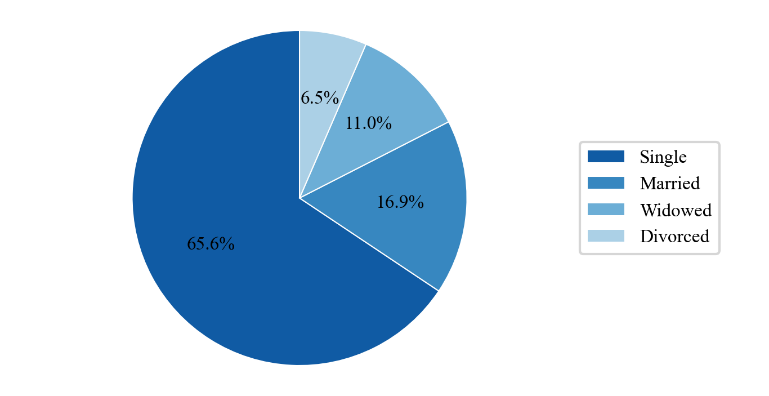 6.5%
11.0%
16.9%
65.6%
Single
Married
Widowed
Divorced